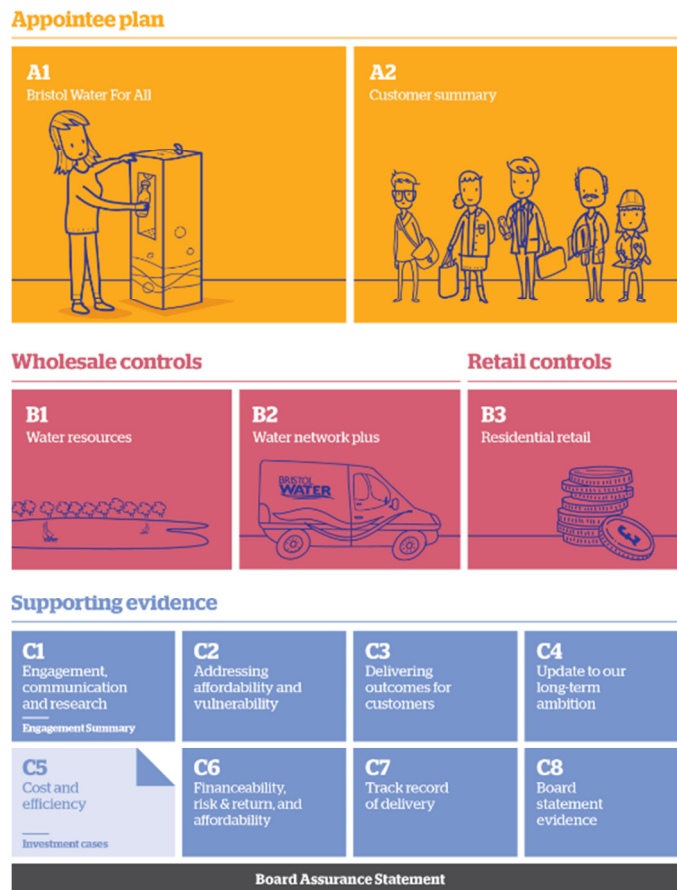 Appointee plan
A1
Bristol Water For All
A2
Customer summary
Wholesale controls
Retail controls
B1
Water resources
B2
Water network plus
BRISTOL
WATER
B3
Residential retail
£
Supporting evidence
C1
Engagement,
communication
and research
Engagement Summary
C2
Addressing
affordability and
vulnerability
C3
Delivering
outcomes for
customers
C4
Update to our
long-term
ambition
C5
Cost and
efficiency
Investment cases
C6
Financeability,
risk & return, and
affordability
C7
Track record
of delivery
C8
Board
statement
evidence
Board Assurance Statement